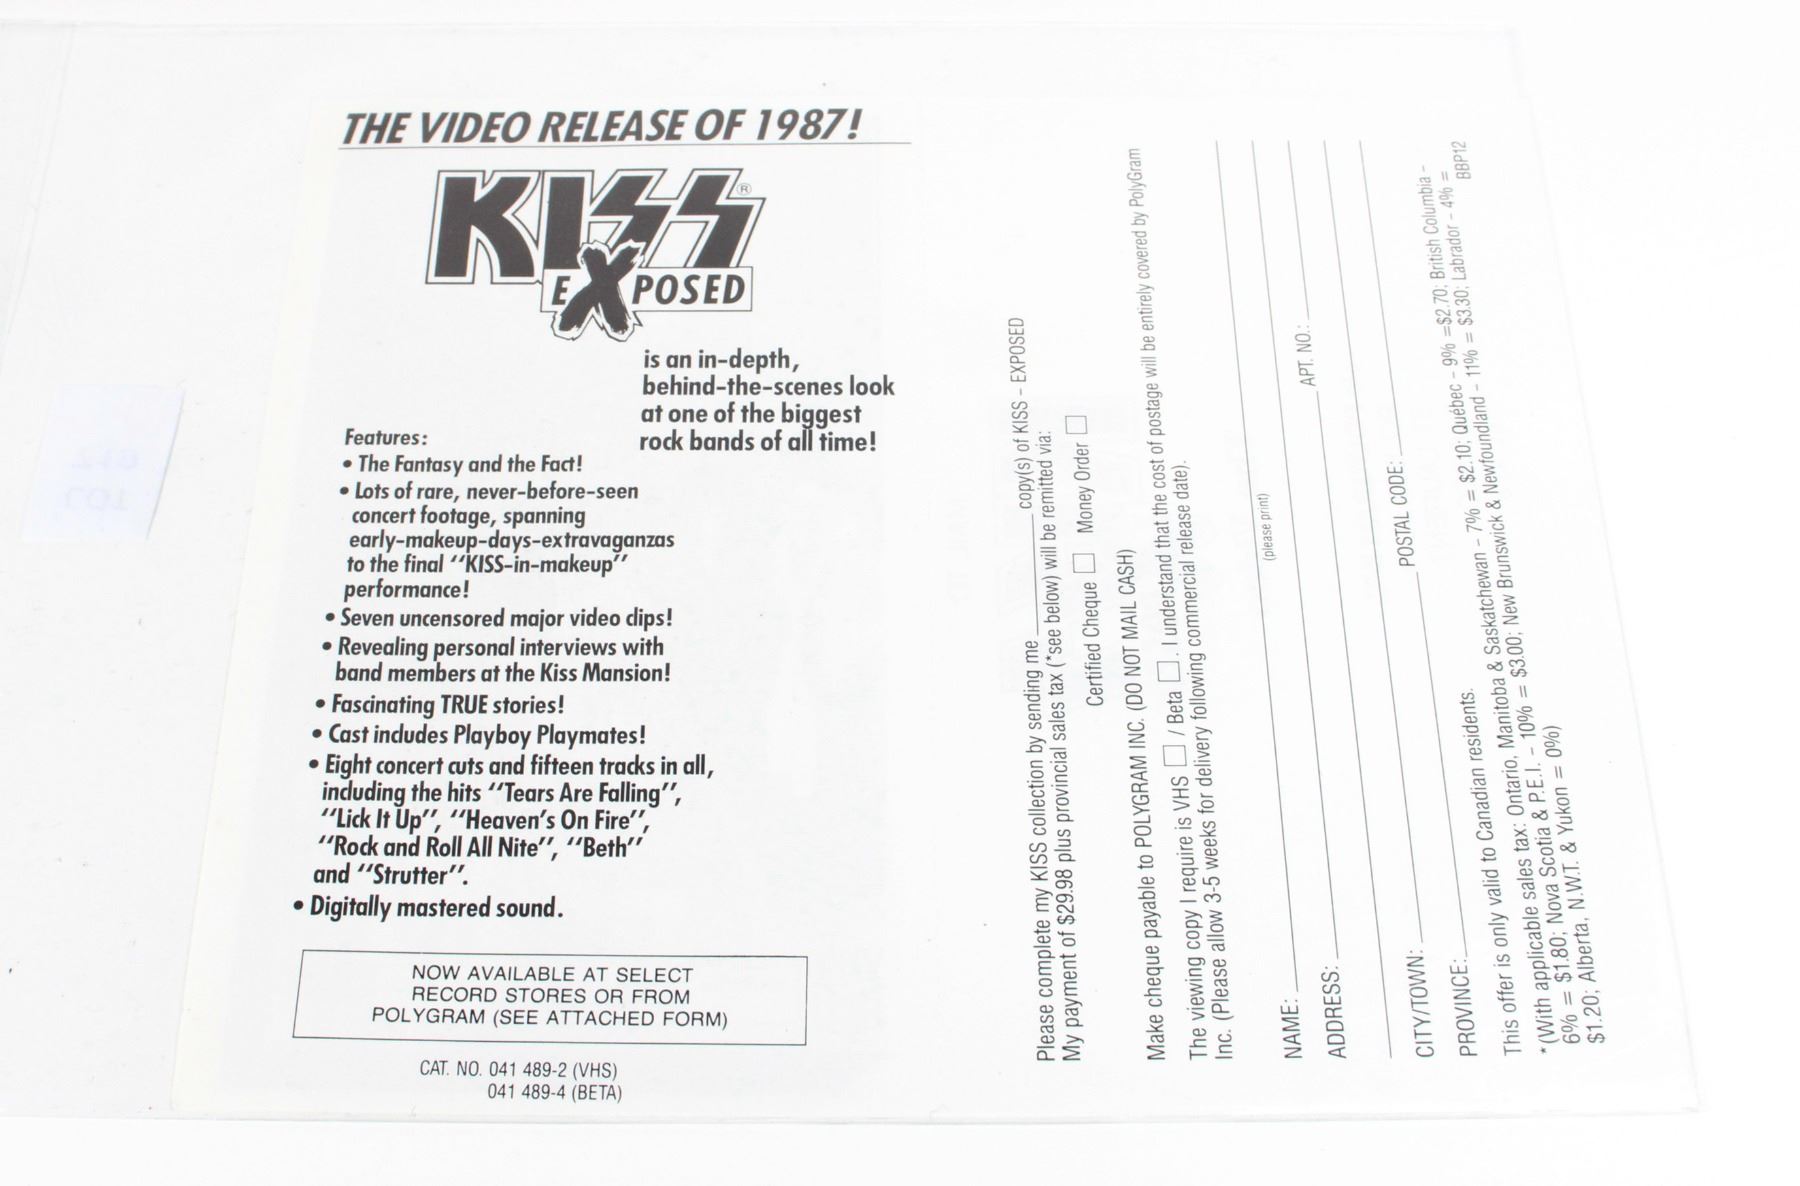 THE VIDEO RELEASE OF 1987!
KISS®
EXPOSED
is an in-depth,
behind-the-scenes look
at one of the biggest
rock bands of all time!
Features:
• The Fantasy and the Fact!
• Lots of rare, never-before-seen
concert footage, spanning
early-makeup-days-extravaganzas
to the final "KISS-in-makeup"
performance!
• Seven uncensored major video clips!
• Revealing personal interviews with
band members at the Kiss Mansion!
• Fascinating TRUE stories!
• Cast includes Playboy Playmates!
• Eight concert cuts and fifteen tracks in all,
including the hits "Tears Are Falling",
"Lick It Up", "Heaven's On Fire",
"Rock and Roll All Nite", "Beth"
and "Strutter".
• Digitally mastered sound.
NOW AVAILABLE AT SELECT
RECORD STORES OR FROM
POLYGRAM (SEE ATTACHED FORM)
CAT. NO. 041 489-2 (VHS)
041 489-4 (BETA)
Please complete my KISS collection by sending me ______ copy(s) of KISS - EXPOSED
My payment of $29.98 plus provincial sales tax (*see below) will be remitted via:
Certified Cheque □ Money Order □
Make cheque payable to POLYGRAM INC. (DO NOT MAIL CASH)
The viewing copy I require is VHS □ / Beta □. I understand that the cost of postage will be entirely covered by PolyGram
Inc. (Please allow 3-5 weeks for delivery following commercial release date).
NAME:
(please print)
ADDRESS: APT. NO.:
CITY/TOWN: POSTAL CODE:
PROVINCE:
This offer is only valid to Canadian residents.
*(With applicable sales tax: Ontario, Manitoba & Saskatchewan - 7% = $2.10; Québec - 9% =$2.70; British Columbia -
6% = $1.80; Nova Scotia & P.E.I. - 10% = $3.00; New Brunswick & Newfoundland - 11% = $3.30; Labrador - 4% =
$1.20; Alberta, N.W.T. & Yukon = 0%)
BBP12